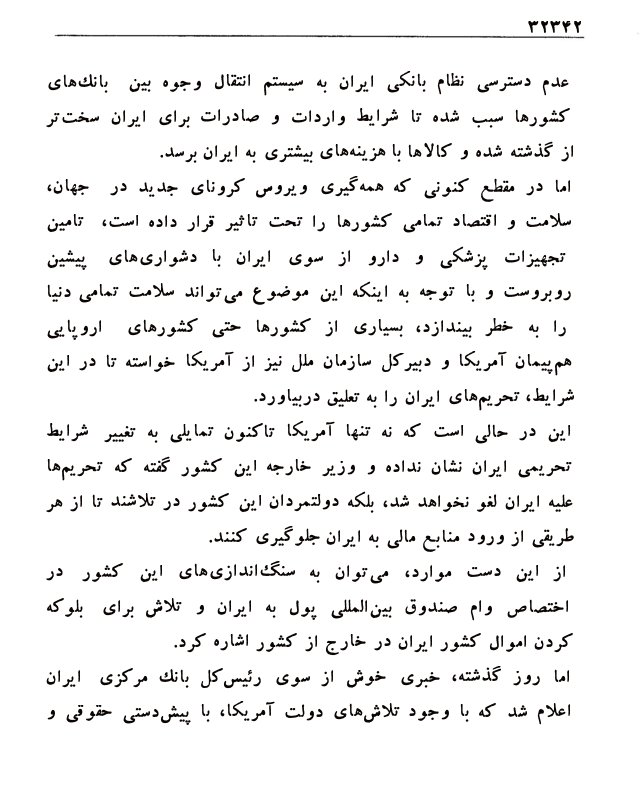 ۳۲۳۴۲
عدم دسترسی نظام بانکی ایران به سیستم انتقال وجوه بین بانك‌های
کشورها سبب شده تا شرایط واردات و صادرات برای ایران سخت‌تر
از گذشته شده و کالاها با هزینه‌های بیشتری به ایران برسد.
اما در مقطع کنونی که همه‌گیری ویروس کرونای جدید در جهان،
سلامت و اقتصاد تمامی کشورها را تحت تاثیر قرار داده است، تامین
تجهیزات پزشکی و دارو از سوی ایران با دشواری‌های پیشین
روبروست و با توجه به اینکه این موضوع می‌تواند سلامت تمامی دنیا
را به خطر بیندازد، بسیاری از کشورها حتی کشورهای اروپایی
هم‌پیمان آمریکا و دبیرکل سازمان ملل نیز از آمریکا خواسته تا در این
شرایط، تحریم‌های ایران را به تعلیق دربیاورد.
این در حالی است که نه تنها آمریکا تاکنون تمایلی به تغییر شرایط
تحریمی ایران نشان نداده و وزیر خارجه این کشور گفته که تحریم‌ها
علیه ایران لغو نخواهد شد، بلکه دولتمردان این کشور در تلاشند تا از هر
طریقی از ورود منابع مالی به ایران جلوگیری کنند.
از این دست موارد، می‌توان به سنگ‌اندازی‌های این کشور در
اختصاص وام صندوق بین‌المللی پول به ایران و تلاش برای بلوکه
کردن اموال کشور ایران در خارج از کشور اشاره کرد.
اما روز گذشته، خبری خوش از سوی رئیس‌کل بانك مرکزی ایران
اعلام شد که با وجود تلاش‌های دولت آمریکا، با پیش‌دستی حقوقی و